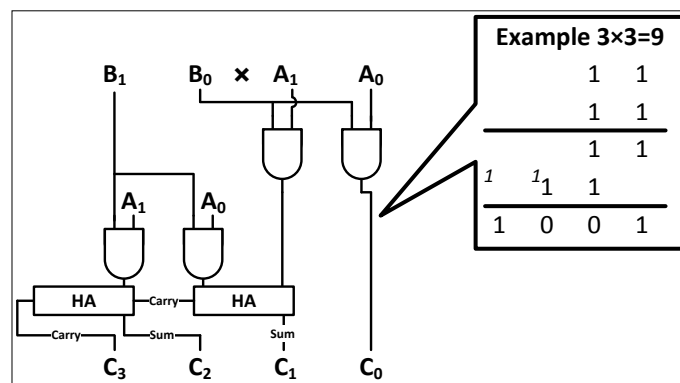 Example 3×3=9
B₁ B₀ × A₁ A₀
1 1
1 1
1 1
1 1 1 1
1 0 0 1
A₁ A₀
HA Carry HA
Carry Sum Sum
C₃ C₂ C₁ C₀